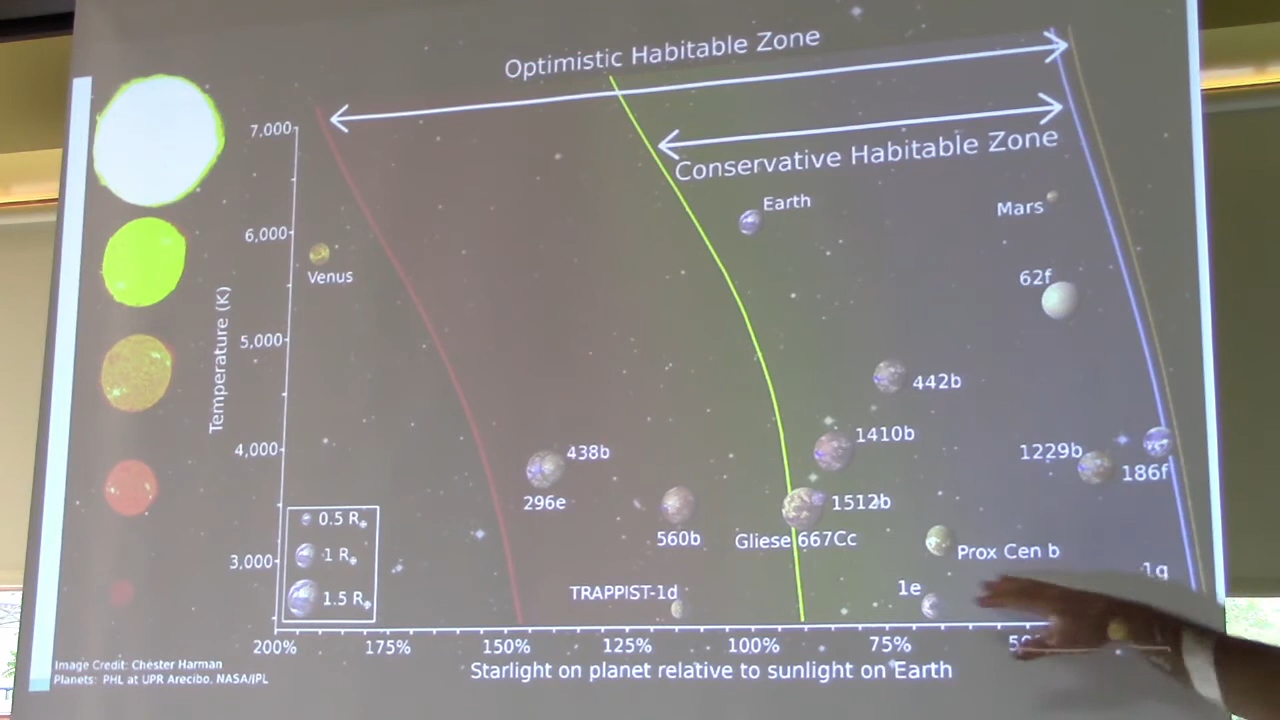 Optimistic Habitable Zone
Conservative Habitable Zone
7,000
6,000
5,000
4,000
3,000
Temperature (K)
Earth
Mars
Venus
62f
442b
1410b
438b
296e
1229b
186f
1512b
560b
Gliese 667Cc
Prox Cen b
TRAPPIST-1d
1e
0.5 R⊕
1 R⊕
1.5 R⊕
200%
175%
150%
125%
100%
75%
Starlight on planet relative to sunlight on Earth
Image Credit: Chester Harman
Planets: PHL at UPR Arecibo, NASA/JPL